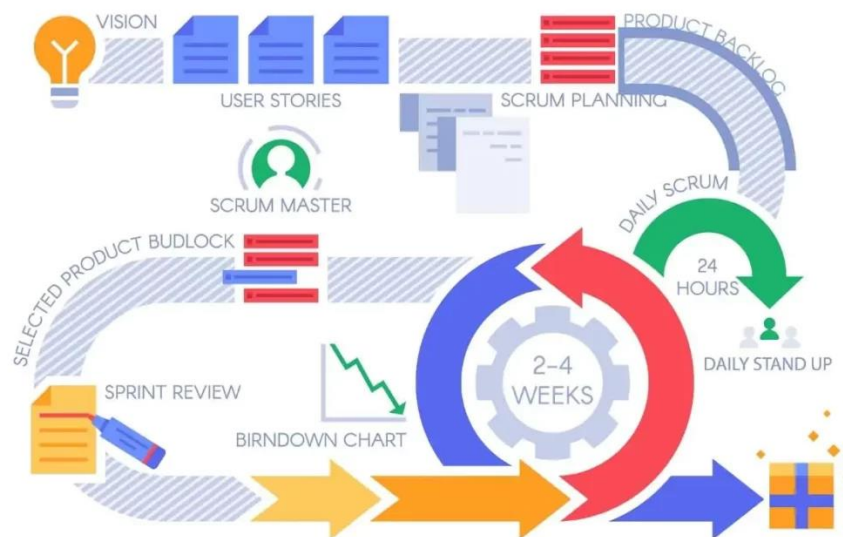 VISION
PRODUCT BACKLOG
USER STORIES
SCRUM PLANNING
SCRUM MASTER
DAILY SCRUM
SELECTED PRODUCT BUDLOCK
24
HOURS
2-4
WEEKS
DAILY STAND UP
SPRINT REVIEW
BIRNDOWN CHART